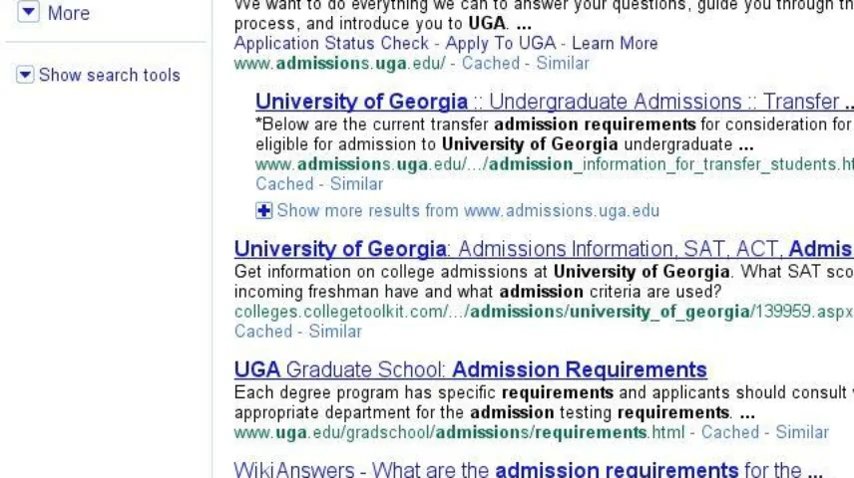 More
Show search tools
We want to do everything we can to answer your questions, guide you through
process, and introduce you to UGA. ...
Application Status Check - Apply To UGA - Learn More
www.admissions.uga.edu/ - Cached - Similar
University of Georgia :: Undergraduate Admissions :: Transfer ...
*Below are the current transfer admission requirements for consideration for
eligible for admission to University of Georgia undergraduate ...
www.admissions.uga.edu/.../admission_information_for_transfer_students.ht
Cached - Similar
Show more results from www.admissions.uga.edu
University of Georgia: Admissions Information, SAT, ACT, Admis
Get information on college admissions at University of Georgia. What SAT sco
incoming freshman have and what admission criteria are used?
colleges.collegetoolkit.com/.../admissions/university_of_georgia/139959.aspx
Cached - Similar
UGA Graduate School: Admission Requirements
Each degree program has specific requirements and applicants should consult
appropriate department for the admission testing requirements. ...
www.uga.edu/gradschool/admissions/requirements.html - Cached - Similar
WikiAnswers - What are the admission requirements for the ...